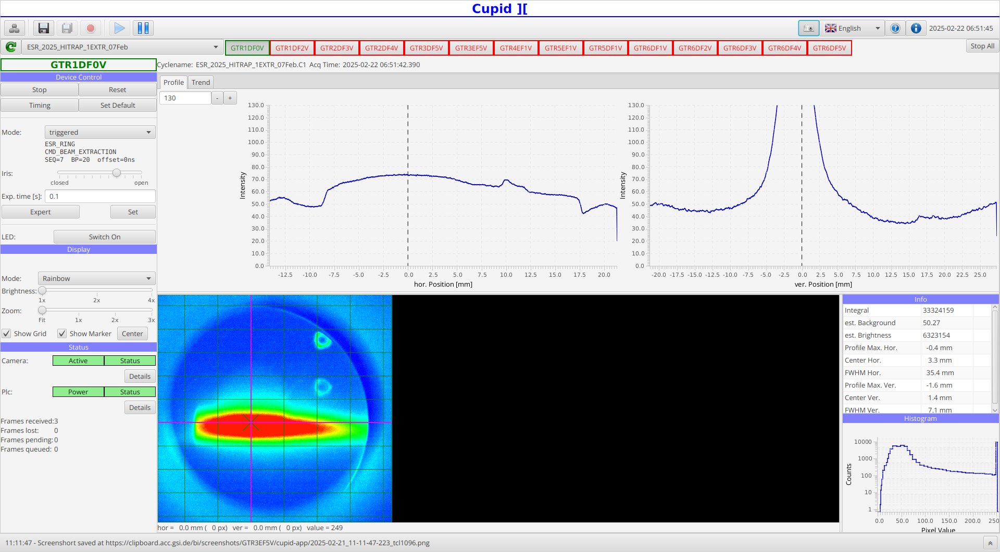 Cupid ][
English
2025-02-22 06:51:45
ESR_2025_HITRAP_1EXTR_07Feb
GTR1DF0V GTR1DF2V GTR2DF3V GTR2DF4V GTR3DF5V GTR3EF5V GTR4EF1V GTR5EF1V GTR5DF1V GTR6DF1V GTR6DF2V GTR6DF3V GTR6DF4V GTR6DF5V
Stop All
GTR1DF0V
Cyclename: ESR_2025_HITRAP_1EXTR_07Feb.C1 Acq Time: 2025-02-22 06:51:42.390
Device Control
Stop Reset
Timing Set Default
Mode: triggered
ESR_RING
CMD_BEAM_EXTRACTION
SEQ=7 BP=20 offset=0ns
Iris:
closed open
Exp. time [s]: 0.1
Expert Set
LED: Switch On
Display
Mode: Rainbow
Brightness:
1x 2x 4x
Zoom:
Fit 1x 2x 3x
Show Grid Show Marker Center
Status
Camera: Active Status
Details
Plc: Power Status
Details
Frames received:3
Frames lost: 0
Frames pending:0
Frames queued: 0
Profile Trend
130 - +
130.0
120.0
110.0
100.0
90.0
80.0
70.0
60.0
50.0
40.0
30.0
20.0
10.0
0.0
Intensity
-12.5 -10.0 -7.5 -5.0 -2.5 0.0 2.5 5.0 7.5 10.0 12.5 15.0 17.5 20.0
hor. Position [mm]
130.0
120.0
110.0
100.0
90.0
80.0
70.0
60.0
50.0
40.0
30.0
20.0
10.0
0.0
Intensity
-20.0 -17.5 -15.0 -12.5 -10.0 -7.5 -5.0 -2.5 0.0 2.5 5.0 7.5 10.0 12.5 15.0 17.5 20.0 22.5 25.0
ver. Position [mm]
hor = 0.0 mm ( 0 px) ver = 0.0 mm ( 0 px) value = 249
Info
Integral 33324159
est. Background 50.27
est. Brightness 6323154
Profile Max. Hor. -0.4 mm
Center Hor. 3.3 mm
FWHM Hor. 35.4 mm
Profile Max. Ver. -1.6 mm
Center Ver. 1.4 mm
FWHM Ver. 7.1 mm
Histogram
10000
1000
100
10
1
Counts
0.0 50.0 100.0 150.0 200.0 250
Pixel Value
11:11:47 - Screenshort saved at https://clipboard.acc.gsi.de/bi/screenshots/GTR3EF5V/cupid-app/2025-02-21_11-11-47-223_tcl1096.png